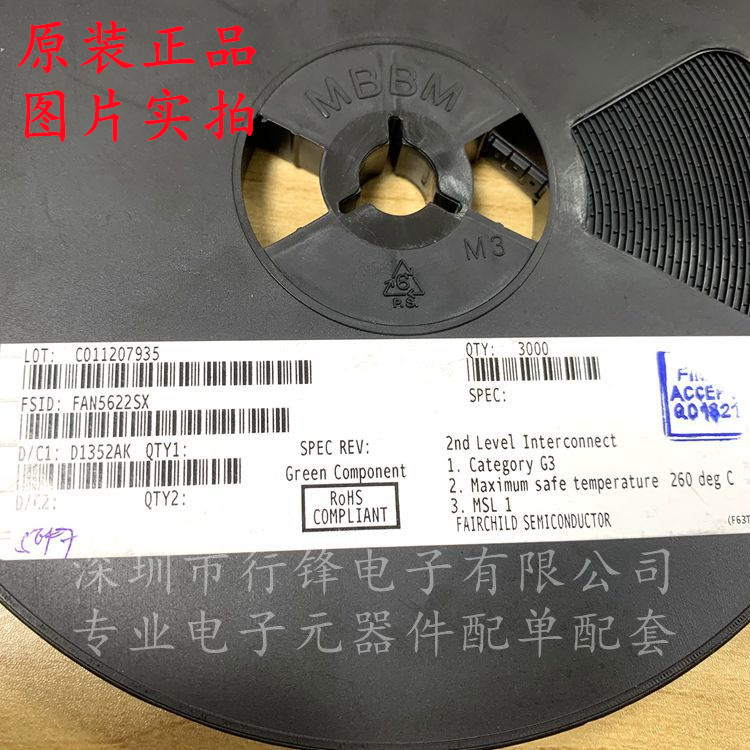 原装正品
图片实拍
MBBM
M3
6
P.S.
LOT: C011207935
QTY: 3000
FSID: FAN5622SX
SPEC:
D/C1: D1352AK QTY1:
SPEC REV:
2nd Level Interconnect
Green Component
1. Category G3
D/C2:
QTY2:
RoHS
COMPLIANT
2. Maximum safe temperature 260 deg C
3. MSL 1
FAIRCHILD SEMICONDUCTOR
(F63T
ACCEP
深圳市行锋电子有限公司
专业电子元器件配单配套